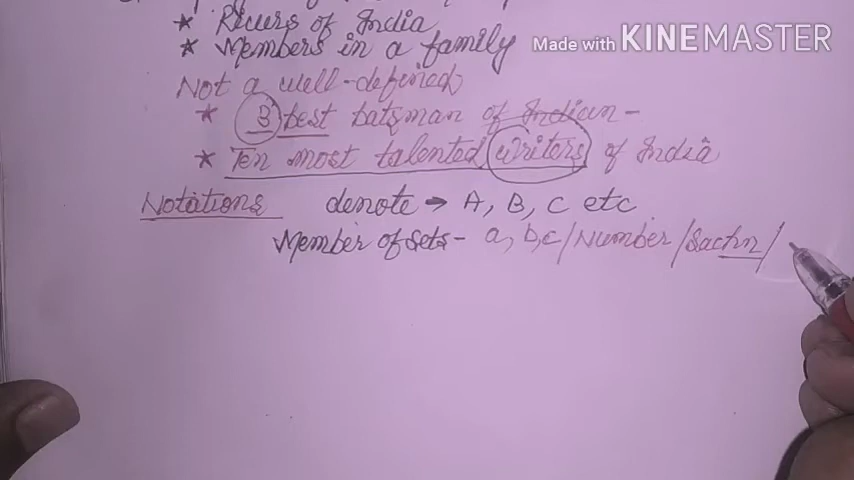 * Rivers of India
* Members in a family
Made with KINEMASTER
Not a well-defined
* 3 best batsman of Indian -
* Ten most talented writers of India
Notations denote → A, B, C etc
Member of sets - a, b, c / Number / Sachin /